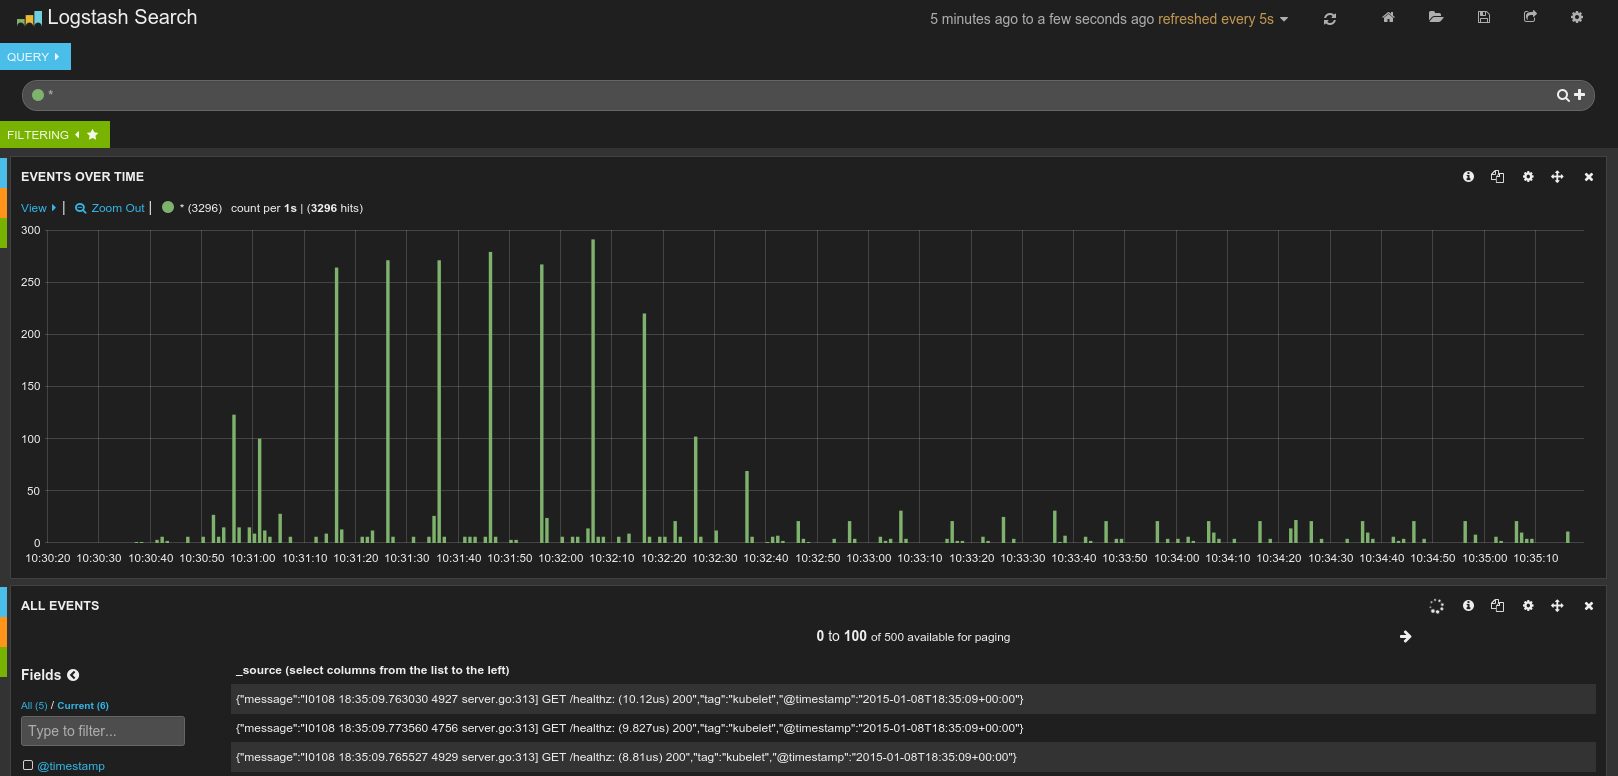 Logstash Search
5 minutes ago to a few seconds ago refreshed every 5s
QUERY
*
FILTERING
EVENTS OVER TIME
View | Zoom Out | * (3296) count per 1s | (3296 hits)
300
250
200
150
100
50
0
10:30:20 10:30:30 10:30:40 10:30:50 10:31:00 10:31:10 10:31:20 10:31:30 10:31:40 10:31:50 10:32:00 10:32:10 10:32:20 10:32:30 10:32:40 10:32:50 10:33:00 10:33:10 10:33:20 10:33:30 10:33:40 10:33:50 10:34:00 10:34:10 10:34:20 10:34:30 10:34:40 10:34:50 10:35:00 10:35:10
ALL EVENTS
0 to 100 of 500 available for paging
Fields
All (5) / Current (6)
Type to filter...
@timestamp
_source (select columns from the list to the left)
{"message":"I0108 18:35:09.763030 4927 server.go:313] GET /healthz: (10.12us) 200","tag":"kubelet","@timestamp":"2015-01-08T18:35:09+00:00"}
{"message":"I0108 18:35:09.773560 4756 server.go:313] GET /healthz: (9.827us) 200","tag":"kubelet","@timestamp":"2015-01-08T18:35:09+00:00"}
{"message":"I0108 18:35:09.765527 4929 server.go:313] GET /healthz: (8.81us) 200","tag":"kubelet","@timestamp":"2015-01-08T18:35:09+00:00"}